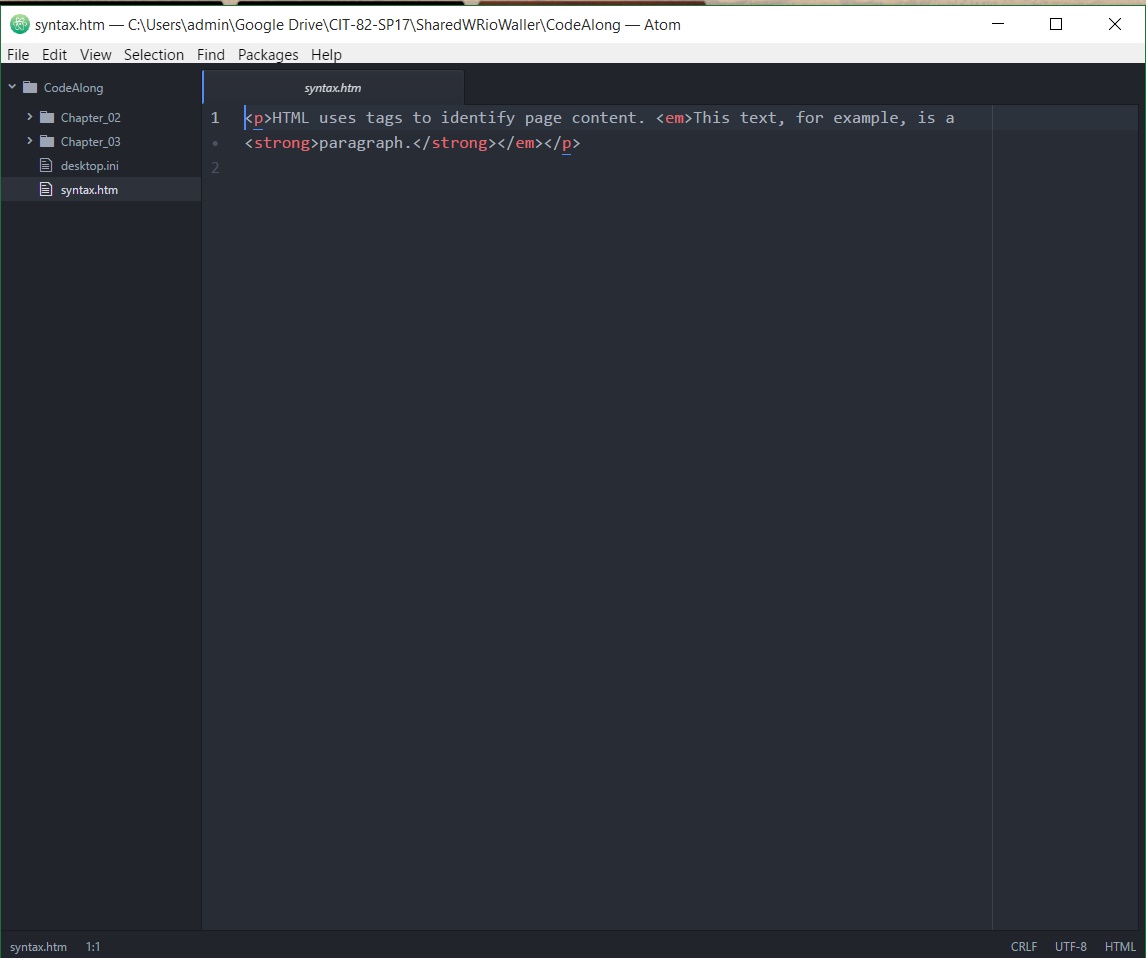 syntax.htm — C:\Users\admin\Google Drive\CIT-82-SP17\SharedWRioWaller\CodeAlong — Atom
File Edit View Selection Find Packages Help
CodeAlong
Chapter_02
Chapter_03
desktop.ini
syntax.htm
syntax.htm
1 <p>HTML uses tags to identify page content. <em>This text, for example, is a
• <strong>paragraph.</strong></em></p>
2
syntax.htm 1:1 CRLF UTF-8 HTML